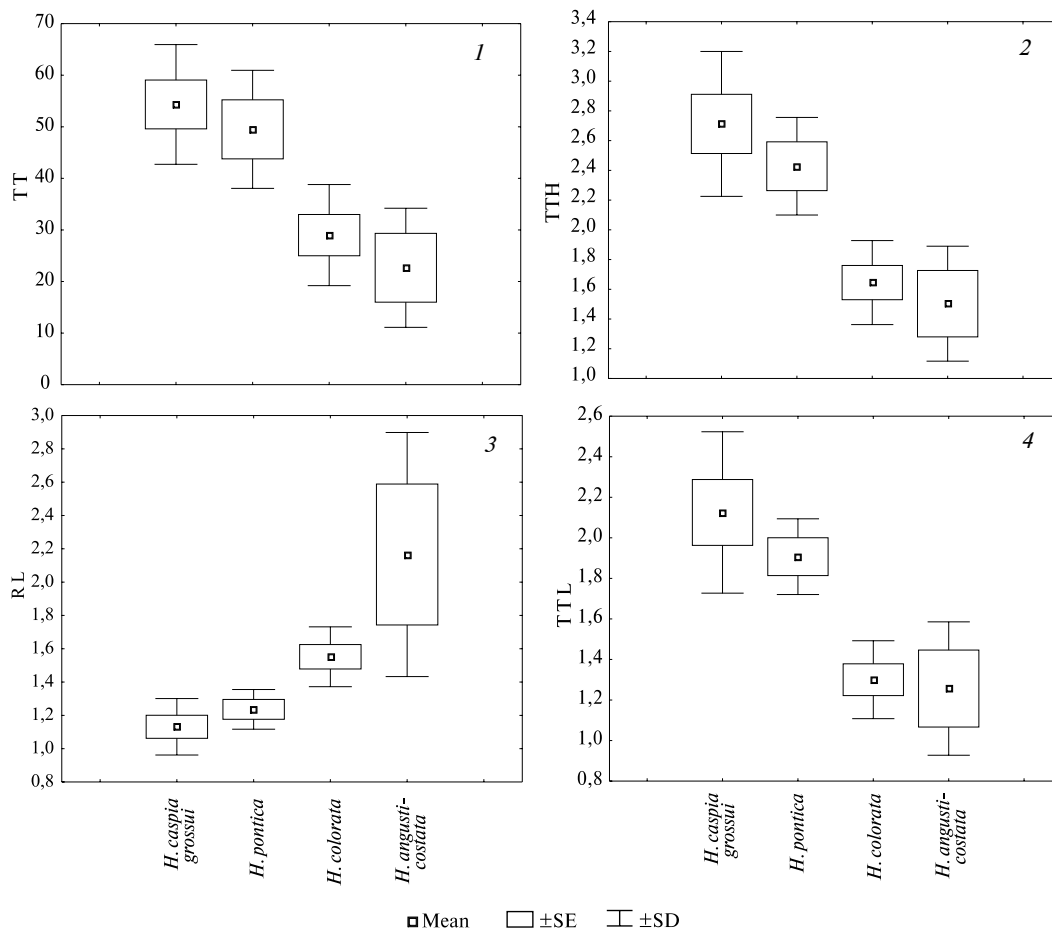 1
70
60
50
40
30
20
10
0
TT
2
3,4
3,2
3,0
2,8
2,6
2,4
2,2
2,0
1,8
1,6
1,4
1,2
1,0
TTH
3
3,0
2,8
2,6
2,4
2,2
2,0
1,8
1,6
1,4
1,2
1,0
0,8
RL
H. caspia
grossui
H. pontica
H. colorata
H. angusti-
costata
4
2,6
2,4
2,2
2,0
1,8
1,6
1,4
1,2
1,0
0,8
TTL
H. caspia
grossui
H. pontica
H. colorata
H. angusti-
costata
Mean ±SE ±SD